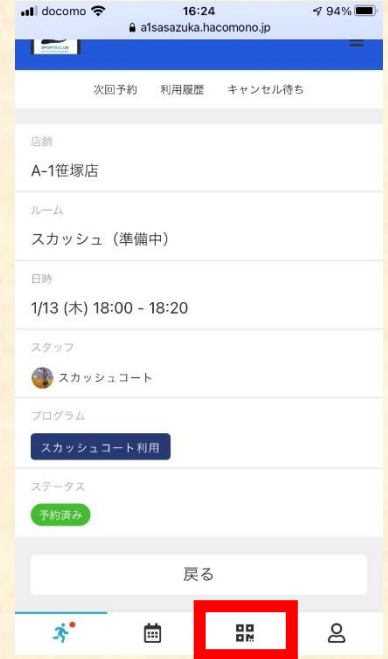 docomo
16:24
94%
a1sasazuka.hacomono.jp
SPORTS CLUB
次回予約 利用履歴 キャンセル待ち
店舗
A-1笹塚店
ルーム
スカッシュ（準備中）
日時
1/13 (木) 18:00 - 18:20
スタッフ
スカッシュコート
プログラム
スカッシュコート利用
ステータス
予約済み
戻る